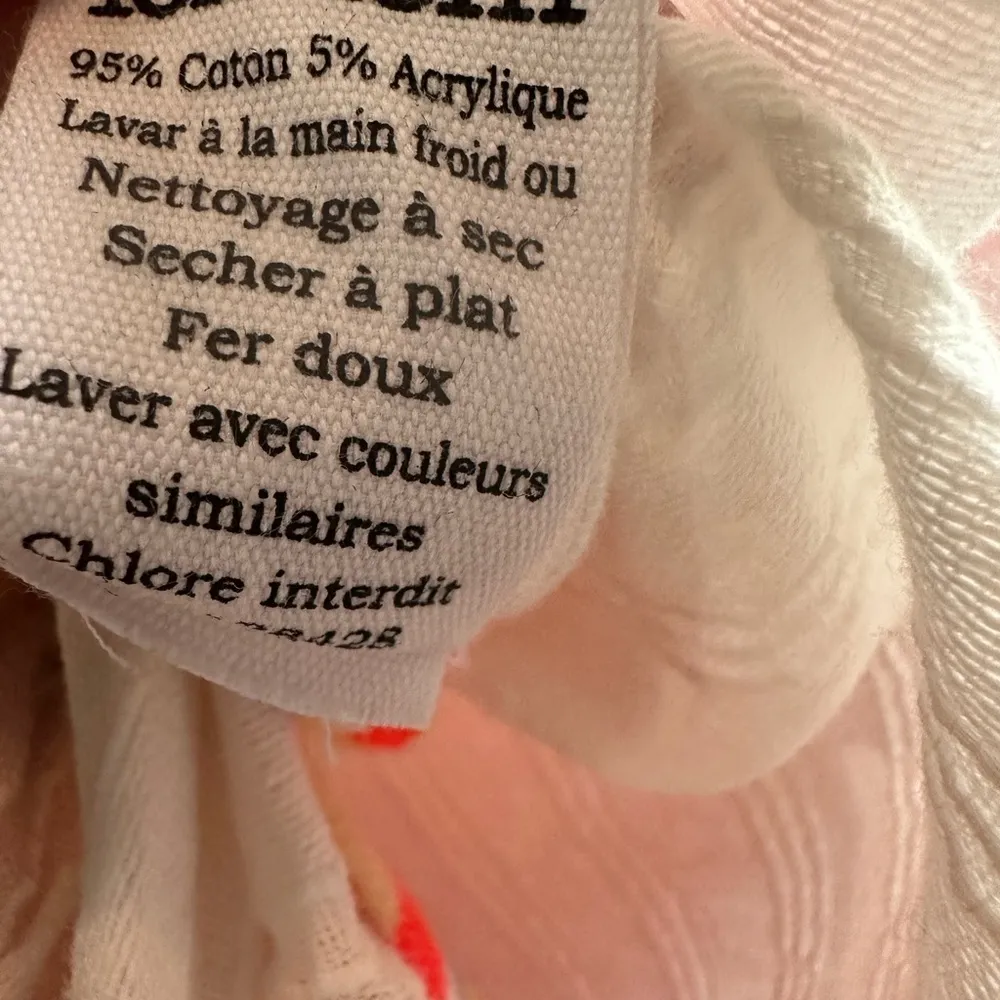 95% Coton 5% Acrylique
Lavar à la main froid ou
Nettoyage à sec
Secher à plat
Fer doux
Laver avec couleurs
similaires
Chlore interdit